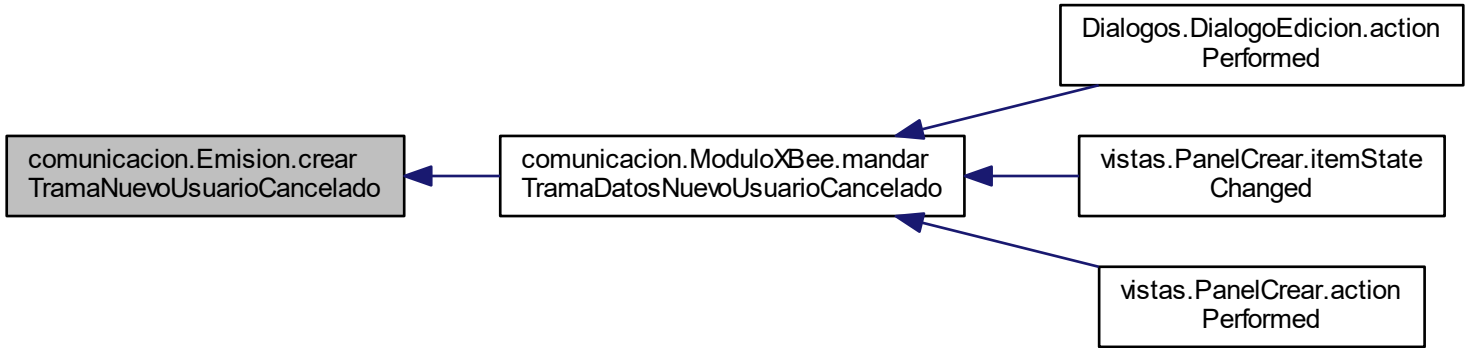 Dialogos.DialogoEdicion.action
Performed
comunicacion.Emision.crear
TramaNuevoUsuarioCancelado
comunicacion.ModuloXBee.mandar
TramaDatosNuevoUsuarioCancelado
vistas.PanelCrear.itemState
Changed
vistas.PanelCrear.action
Performed